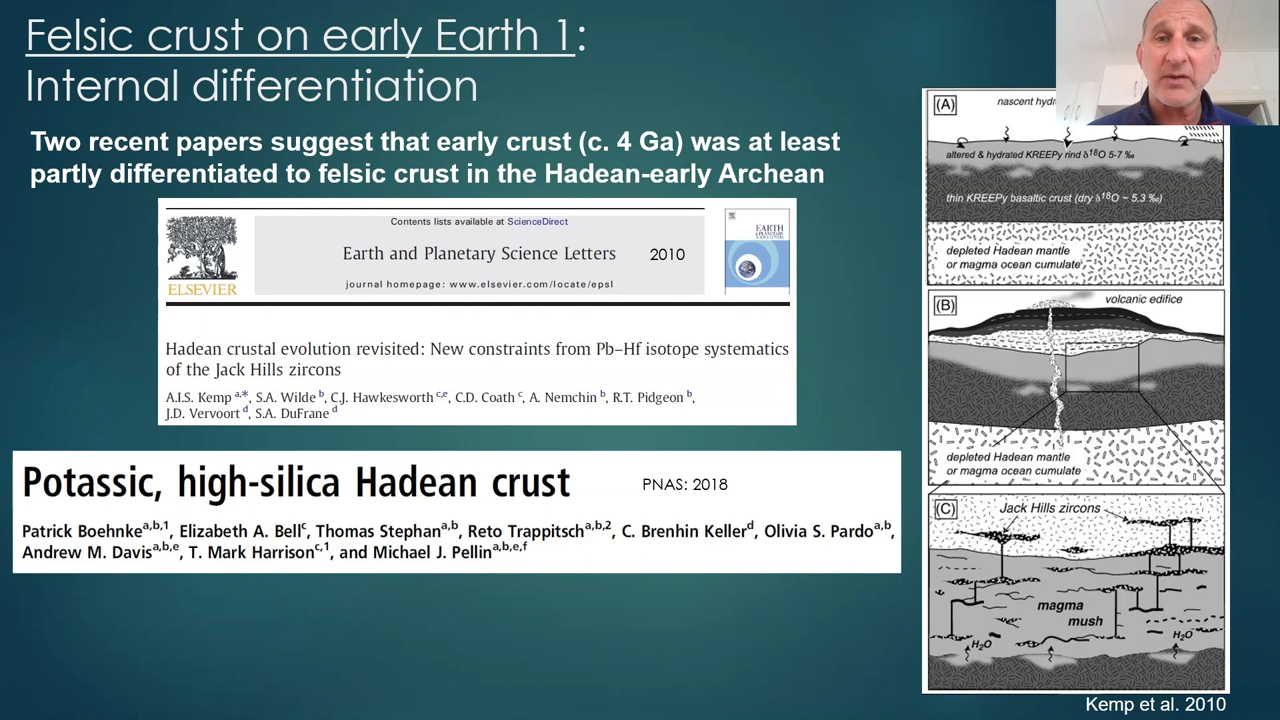 Felsic crust on early Earth 1:
Internal differentiation
Two recent papers suggest that early crust (c. 4 Ga) was at least
partly differentiated to felsic crust in the Hadean-early Archean
Contents lists available at ScienceDirect
Earth and Planetary Science Letters 2010
journal homepage: www.elsevier.com/locate/epsl
ELSEVIER
EARTH
Hadean crustal evolution revisited: New constraints from Pb–Hf isotope systematics
of the Jack Hills zircons
A.I.S. Kemp a,*, S.A. Wilde b, C.J. Hawkesworth c,e, C.D. Coath c, A. Nemchin b, R.T. Pidgeon b,
J.D. Vervoort d, S.A. DuFrane d
Potassic, high-silica Hadean crust PNAS: 2018
Patrick Boehnke a,b,1, Elizabeth A. Bell c, Thomas Stephan a,b, Reto Trappitsch a,b,2, C. Brenhin Keller d, Olivia S. Pardo a,b,
Andrew M. Davis a,b,e, T. Mark Harrison c,1, and Michael J. Pellin a,b,e,f
(A)
nascent
altered & hydrated KREEPy rind δ18O 5-7 ‰
thin KREEPy basaltic crust (dry δ18O ~ 5.3 ‰)
depleted Hadean mantle
or magma ocean cumulate
(B)
volcanic edifice
depleted Hadean mantle
or magma ocean cumulate
(C)
Jack Hills zircons
magma
mush
H2O
H2O
Kemp et al. 2010